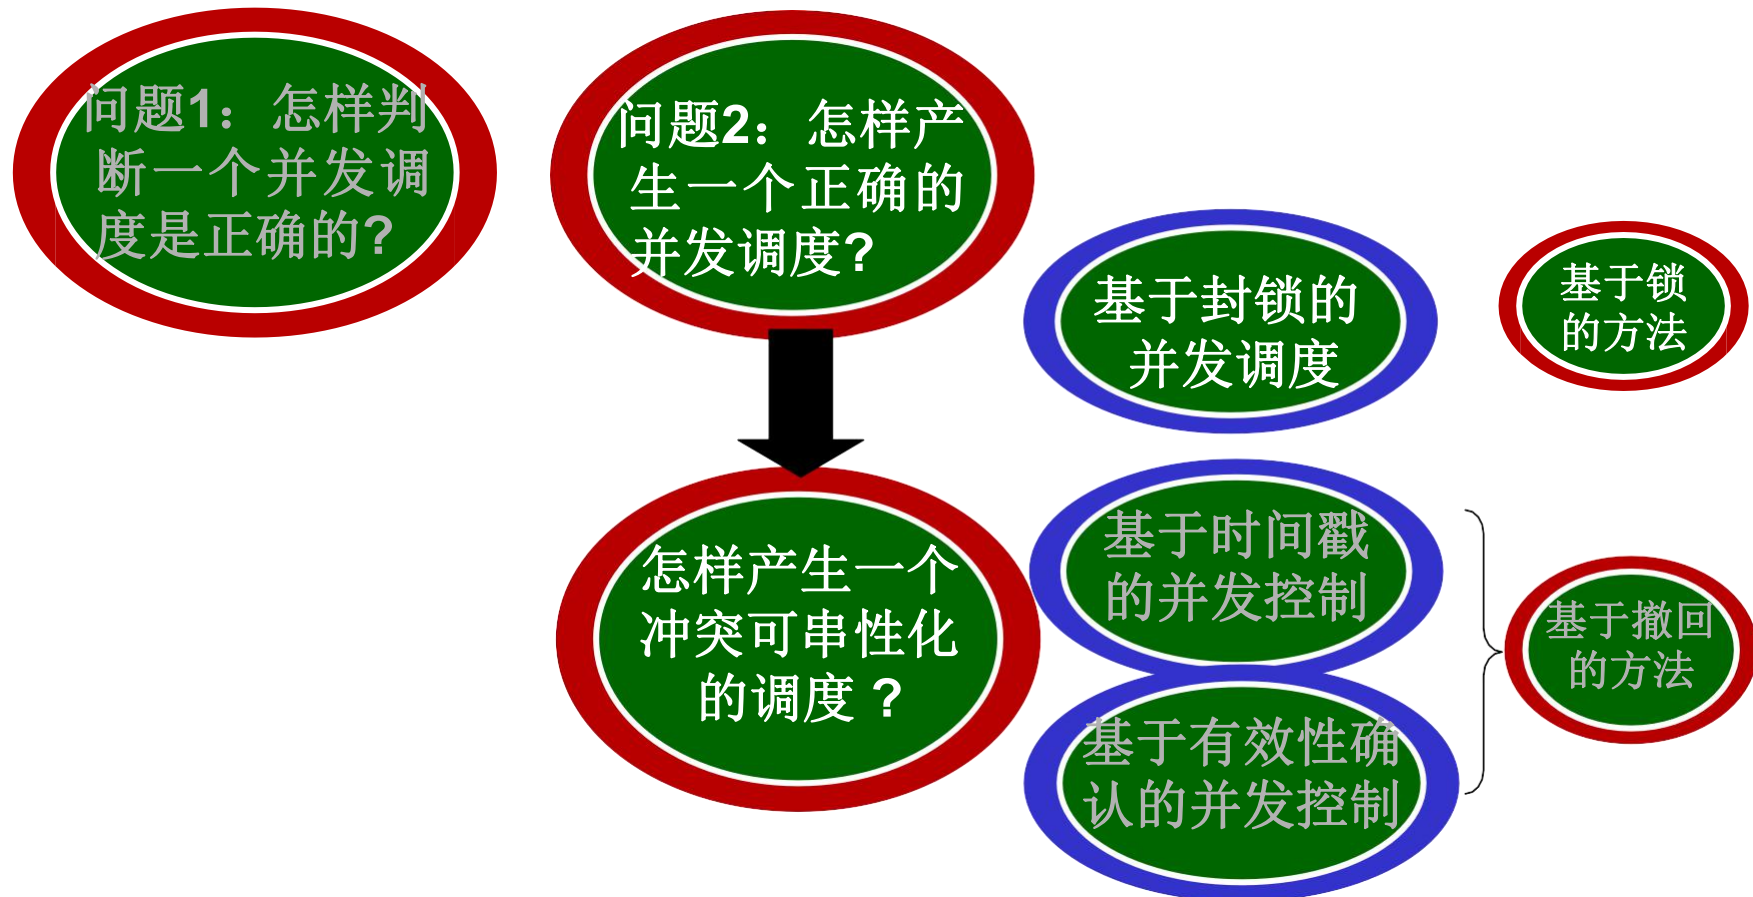 问题1：怎样判
断一个并发调
度是正确的?
问题2：怎样产
生一个正确的
并发调度?
基于封锁的
并发调度
基于锁
的方法
怎样产生一个
冲突可串性化
的调度？
基于时间戳
的并发控制
基于有效性确
认的并发控制
基于撤回
的方法